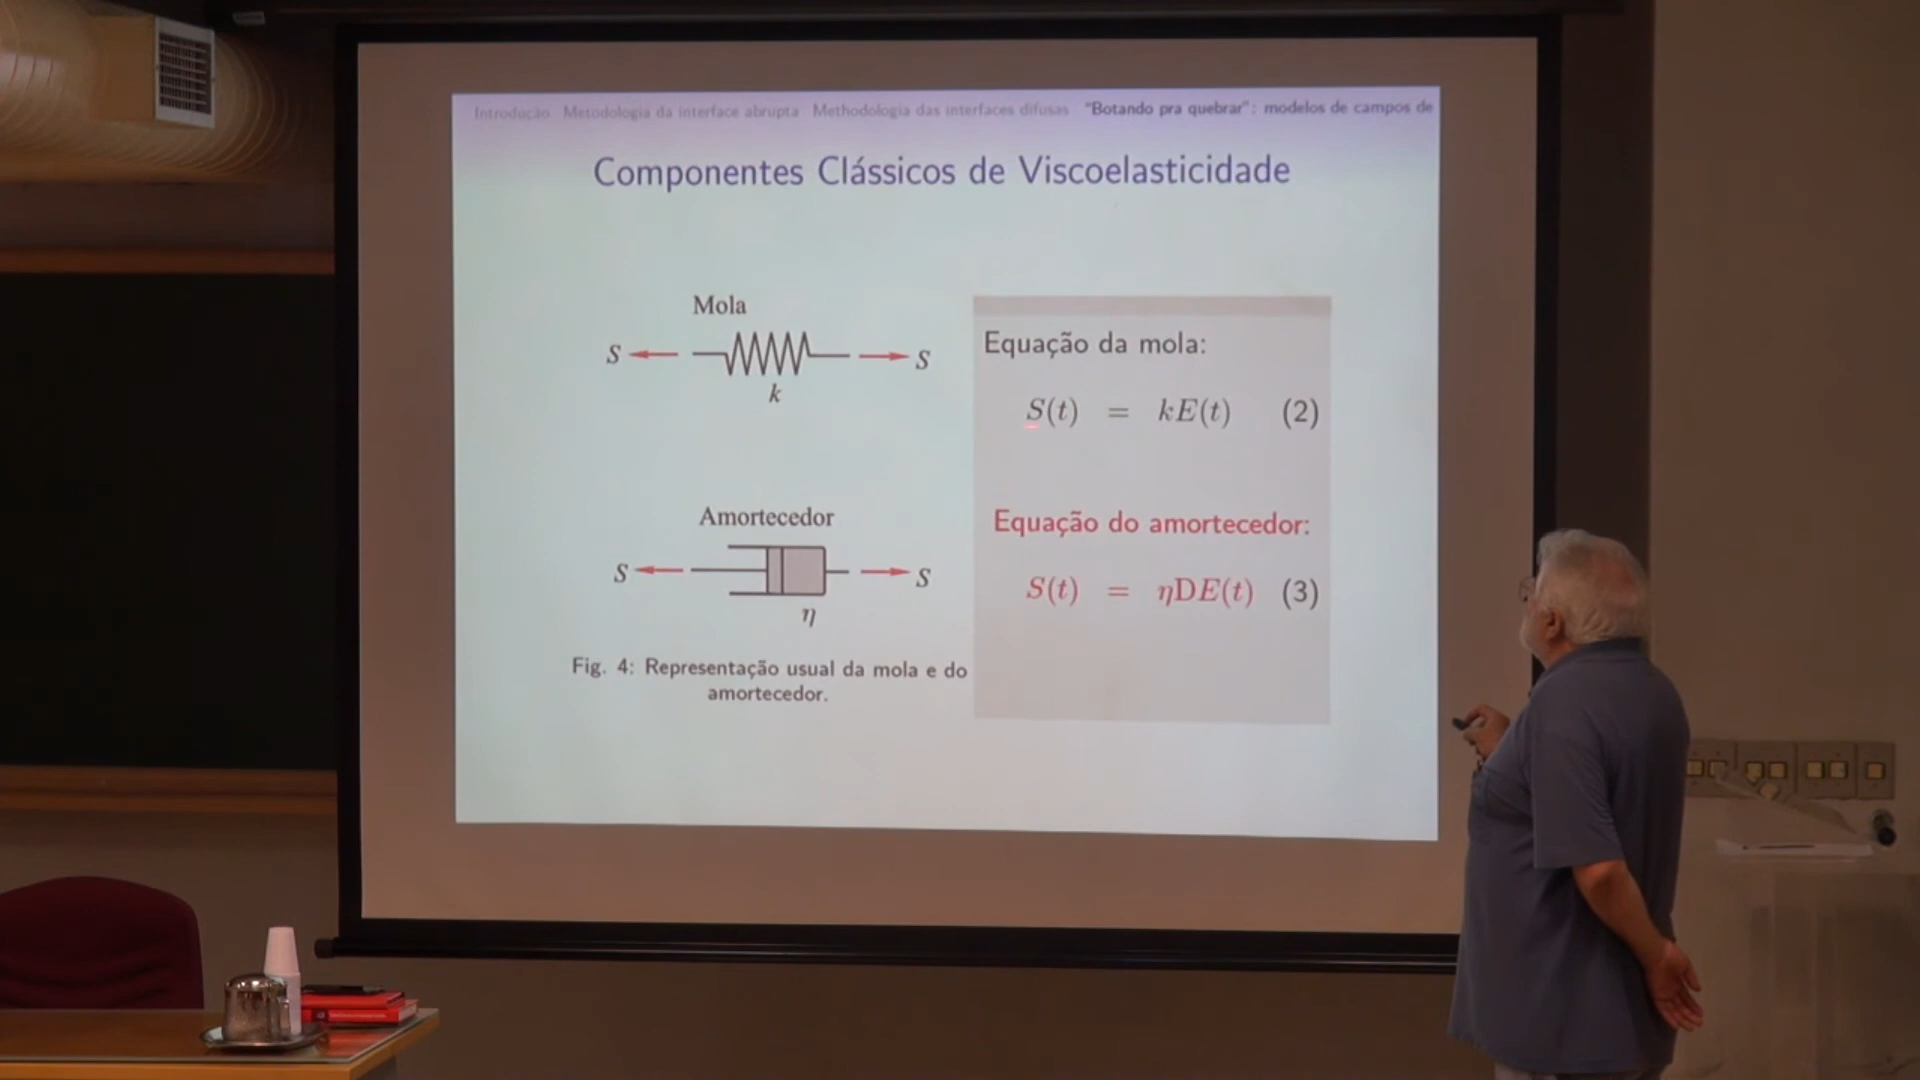 Introdução Metodologia da interface abrupta Methodologia das interfaces difusas "Botando pra quebrar": modelos de campos de
Componentes Clássicos de Viscoelasticidade
Mola
S S
k
Amortecedor
S S
η
Fig. 4: Representação usual da mola e do
amortecedor.
Equação da mola:
S(t) = kE(t) (2)
Equação do amortecedor:
S(t) = ηDE(t) (3)